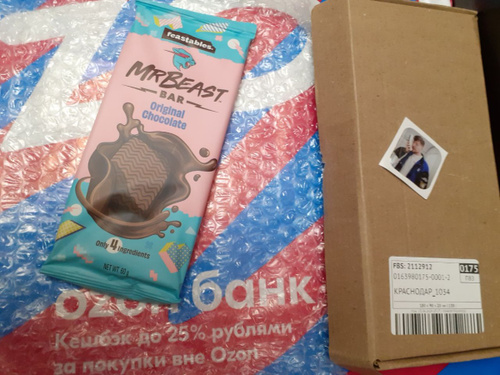 feastables.
MRBEAST
BAR
Original
Chocolate
Only 4 Ingredients
ozon банк
Кешбэк до 25% рублями
за покупки вне Ozon
FBS: 2112912
0175
КРАСНОДАР_1054